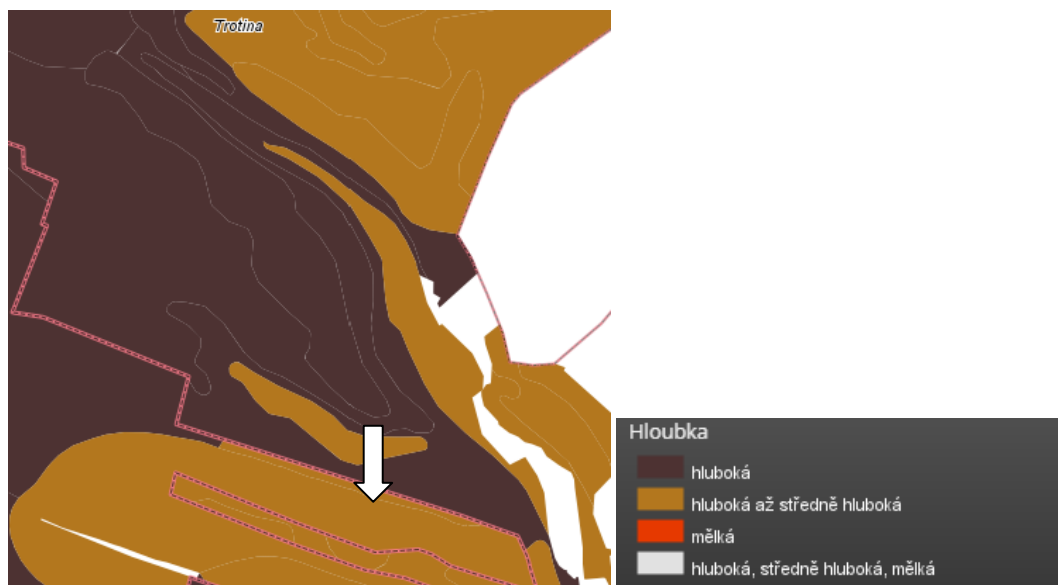 Trotina
Hloubka
hluboká
hluboká až středně hluboká
mělká
hluboká, středně hluboká, mělká